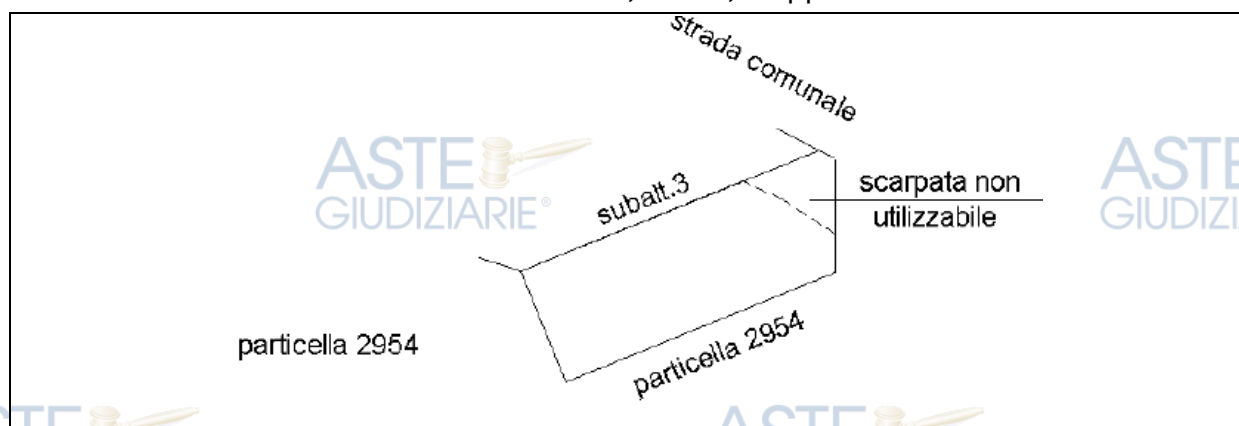 strada comunale
ASTE
GIUDIZIARIE®
subalt.3
scarpata non
utilizzabile
ASTE
GIUDIZI
particella 2954
particella 2954